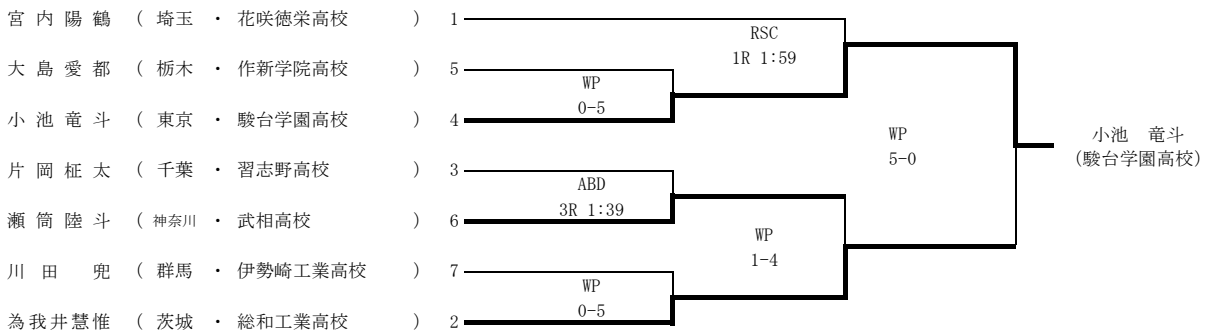 宮内陽鶴 ( 埼玉 ・ 花咲徳栄高校 ) 1
RSC
1R 1:59
大島愛都 ( 栃木 ・ 作新学院高校 ) 5
WP
0-5
小池竜斗 ( 東京 ・ 駿台学園高校 ) 4
WP
5-0
小池 竜斗
(駿台学園高校)
片岡柾太 ( 千葉 ・ 習志野高校 ) 3
ABD
3R 1:39
瀬筒陸斗 ( 神奈川 ・ 武相高校 ) 6
WP
1-4
川田 兜 ( 群馬 ・ 伊勢崎工業高校 ) 7
WP
0-5
為我井慧惟 ( 茨城 ・ 総和工業高校 ) 2